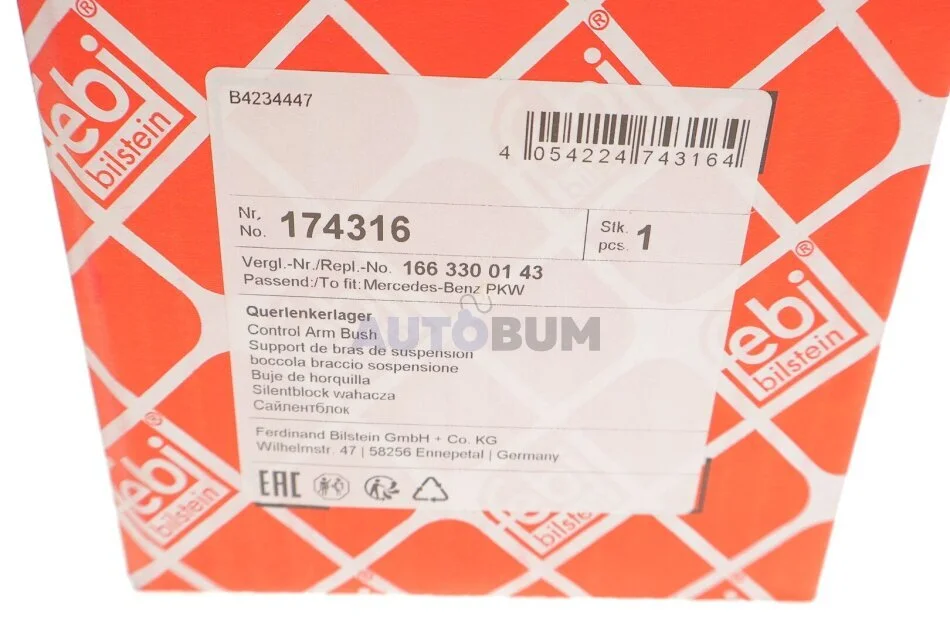 febi
bilstein
®
®
B4234447
4 054224 743164
Nr.
No. 174316
Stk.
pcs. 1
Vergl.-Nr./Repl.-No. 166 330 01 43
Passend:/To fit: Mercedes-Benz PKW
AUTOBUM
Querlenkerlager
Control Arm Bush
Support de bras de suspension
boccola braccio sospensione
Buje de horquilla
Silentblock wahacza
Сайлентблок
Ferdinand Bilstein GmbH + Co. KG
Wilhelmstr. 47 | 58256 Ennepetal | Germany
EAC
®
febi
bilstein
®
febi
bilstein
bilstein
®
®